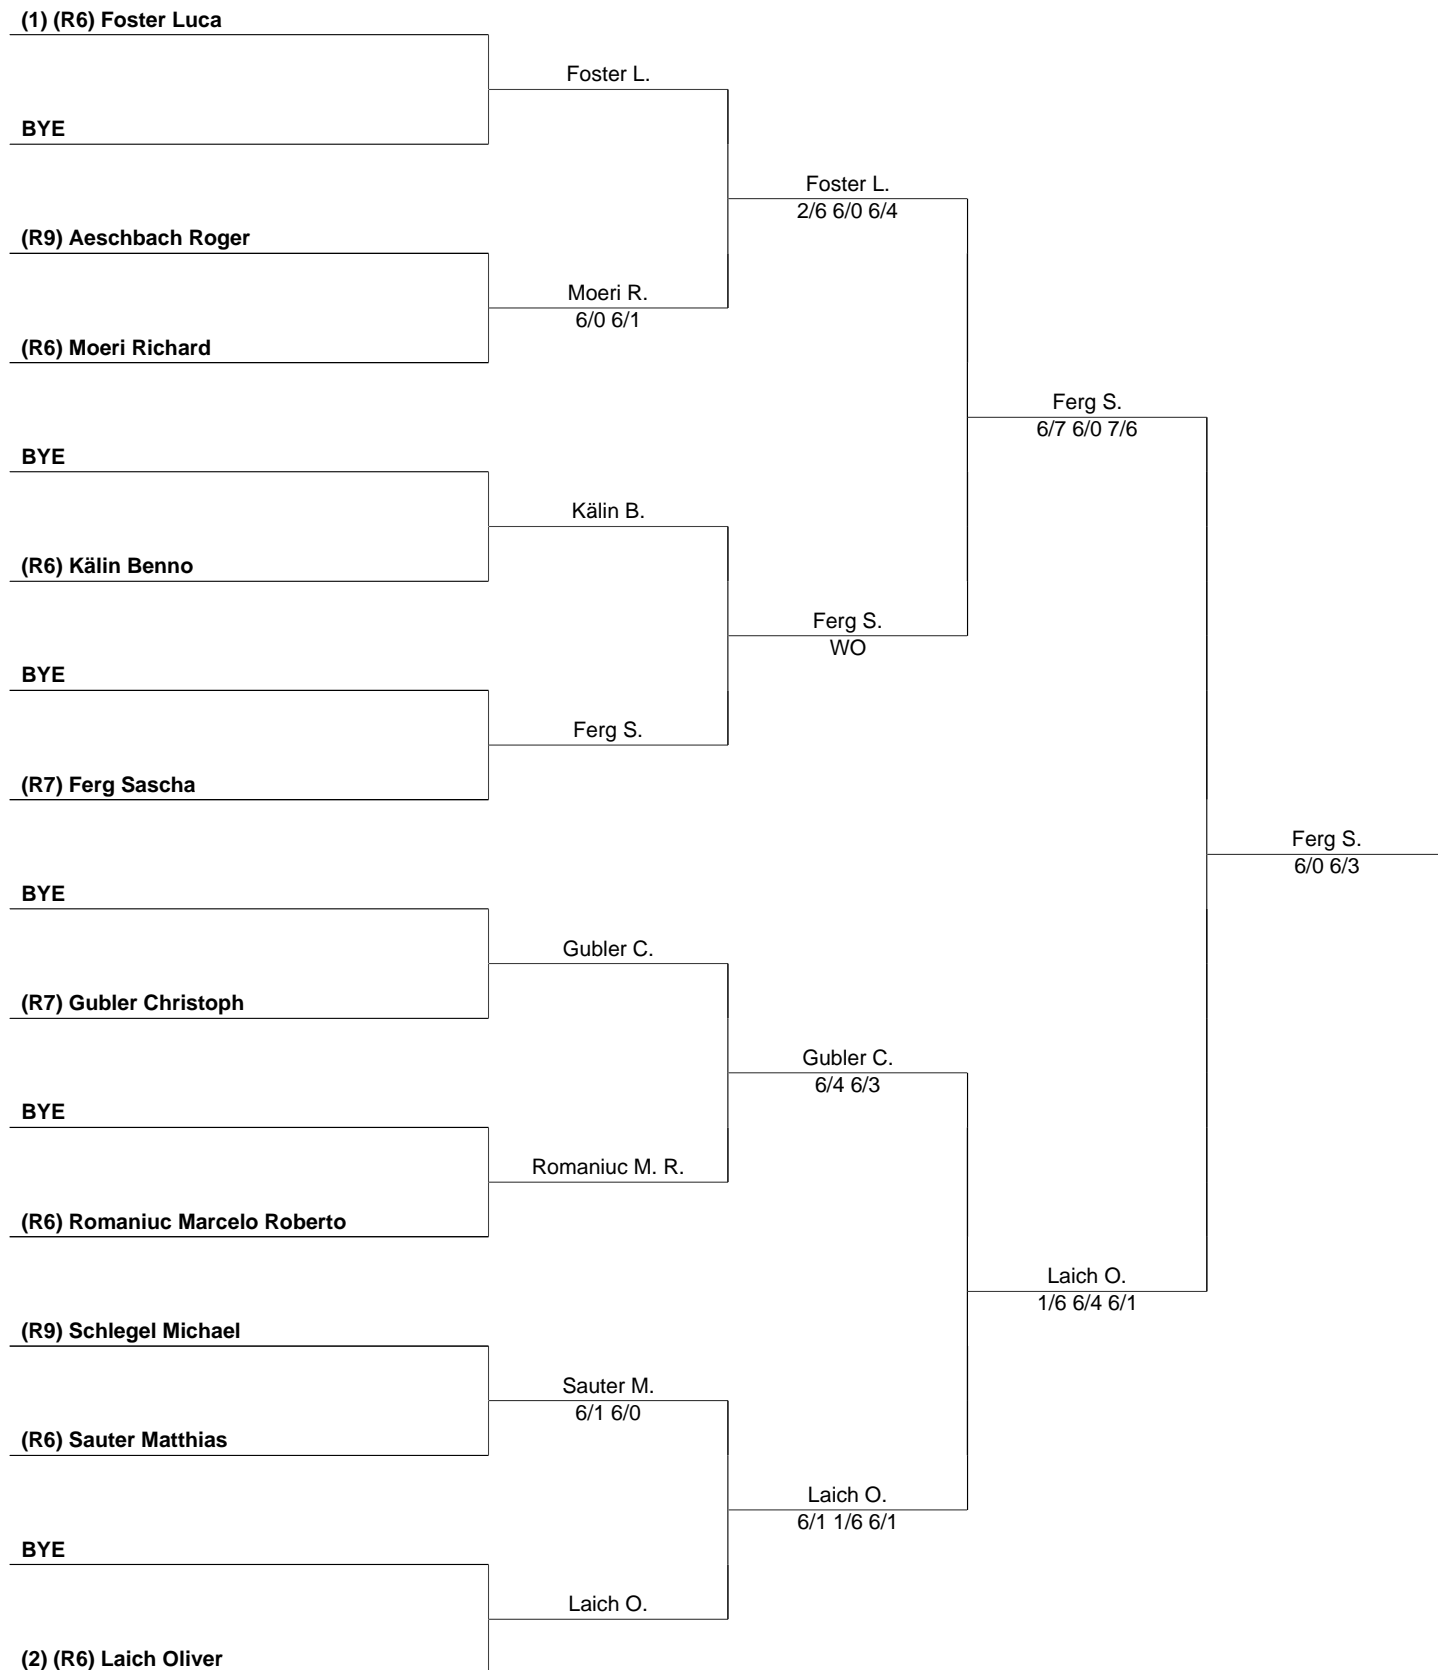 (1) (R6) Foster Luca
Foster L.
BYE
Foster L.
2/6 6/0 6/4
(R9) Aeschbach Roger
Moeri R.
6/0 6/1
(R6) Moeri Richard
Ferg S.
6/7 6/0 7/6
BYE
Kälin B.
(R6) Kälin Benno
Ferg S.
WO
BYE
Ferg S.
(R7) Ferg Sascha
Ferg S.
6/0 6/3
BYE
Gubler C.
(R7) Gubler Christoph
Gubler C.
6/4 6/3
BYE
Romaniuc M. R.
(R6) Romaniuc Marcelo Roberto
Laich O.
1/6 6/4 6/1
(R9) Schlegel Michael
Sauter M.
6/1 6/0
(R6) Sauter Matthias
Laich O.
6/1 1/6 6/1
BYE
Laich O.
(2) (R6) Laich Oliver